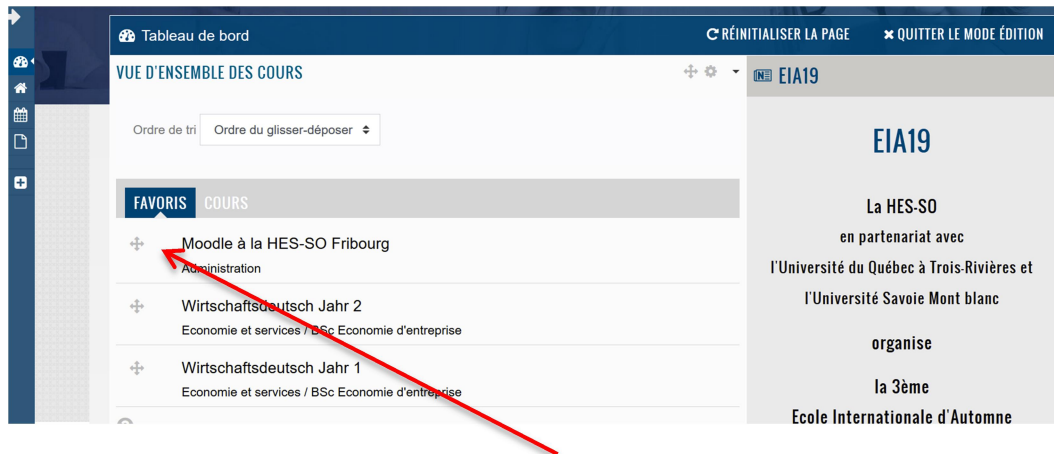 Tableau de bord
RÉINITIALISER LA PAGE
QUITTER LE MODE ÉDITION
VUE D'ENSEMBLE DES COURS
Ordre de tri
Ordre du glisser-déposer
FAVORIS
COURS
Moodle à la HES-SO Fribourg
Administration
Wirtschaftsdeutsch Jahr 2
Economie et services / BSc Economie d'entreprise
Wirtschaftsdeutsch Jahr 1
Economie et services / BSc Economie d'entreprise
EIA19
EIA19
La HES-SO
en partenariat avec
l'Université du Québec à Trois-Rivières et
l'Université Savoie Mont blanc
organise
la 3ème
Ecole Internationale d'Automne